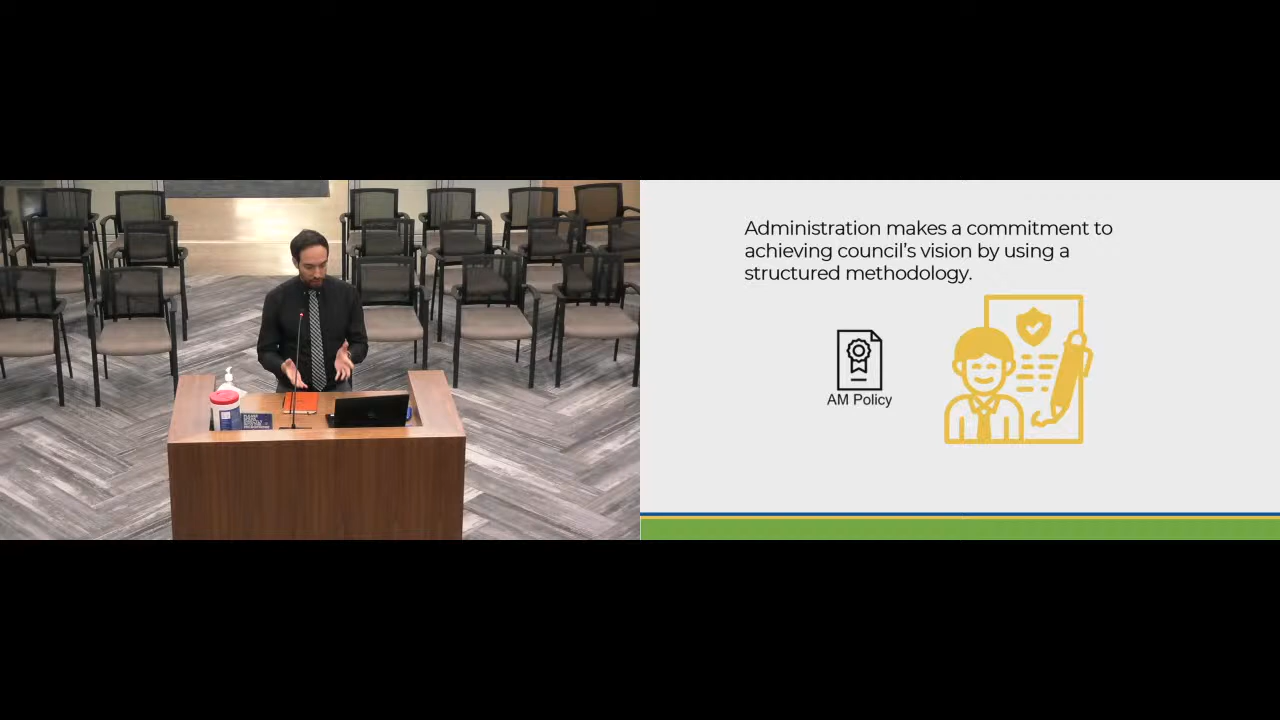 Administration makes a commitment to
achieving council's vision by using a
structured methodology.
AM Policy